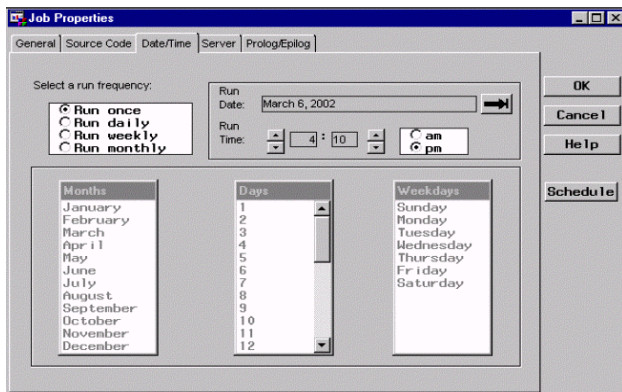 Job Properties
General Source Code Date/Time Server Prolog/Epilog
Select a run frequency:
Run once
Run daily
Run weekly
Run monthly
Run
Date: March 6, 2002
Run
Time: 4 : 10
am
pm
OK
Cancel
Help
Schedule
Months
January
February
March
April
May
June
July
August
September
October
November
December
Days
1
2
3
4
5
6
7
8
9
10
11
12
Weekdays
Sunday
Monday
Tuesday
Wednesday
Thursday
Friday
Saturday